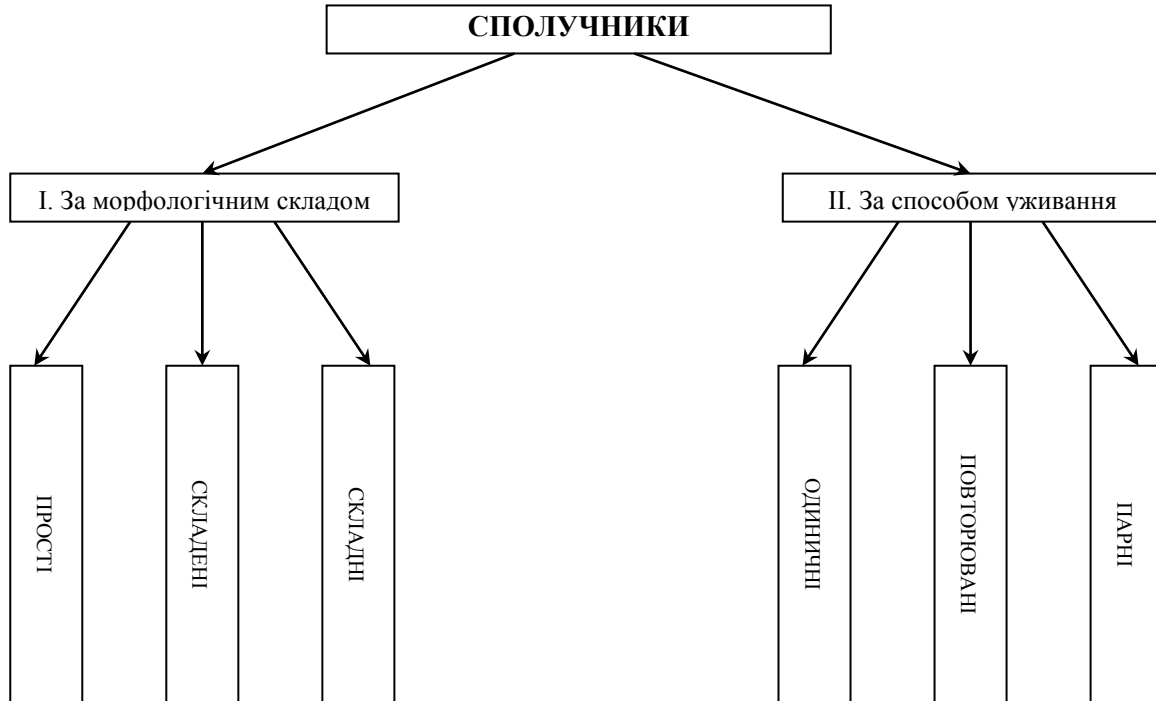 СПОЛУЧНИКИ
І. За морфологічним складом
ІІ. За способом уживання
ПРОСТІ
СКЛАДЕНІ
СКЛАДНІ
ОДИНИЧНІ
ПОВТОРЮВАНІ
ПАРНІ